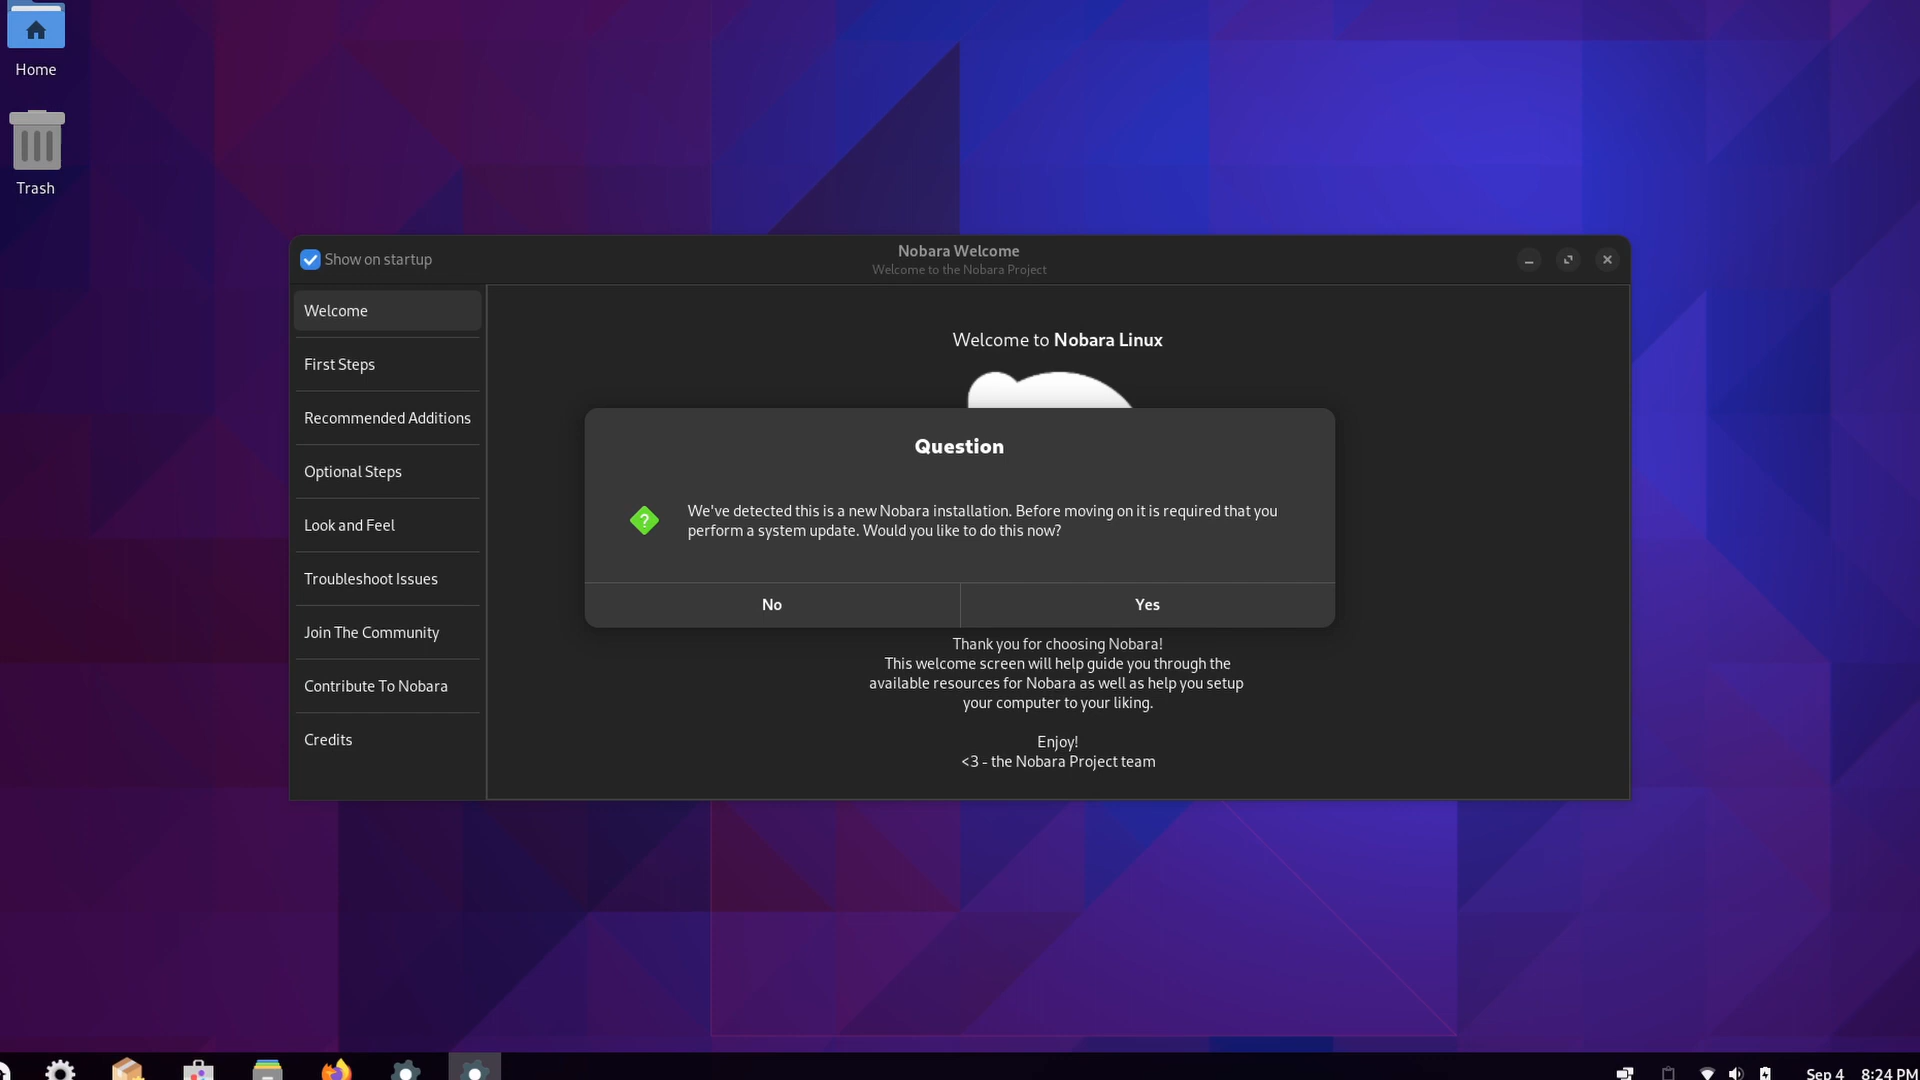 Home
Trash
Show on startup
Nobara Welcome
Welcome to the Nobara Project
Welcome
First Steps
Recommended Additions
Optional Steps
Look and Feel
Troubleshoot Issues
Join The Community
Contribute To Nobara
Credits
Welcome to Nobara Linux
Question
?
We've detected this is a new Nobara installation. Before moving on it is required that you
perform a system update. Would you like to do this now?
No
Yes
Thank you for choosing Nobara!
This welcome screen will help guide you through the
available resources for Nobara as well as help you setup
your computer to your liking.
Enjoy!
<3 - the Nobara Project team
Sep 4 8:24 PM